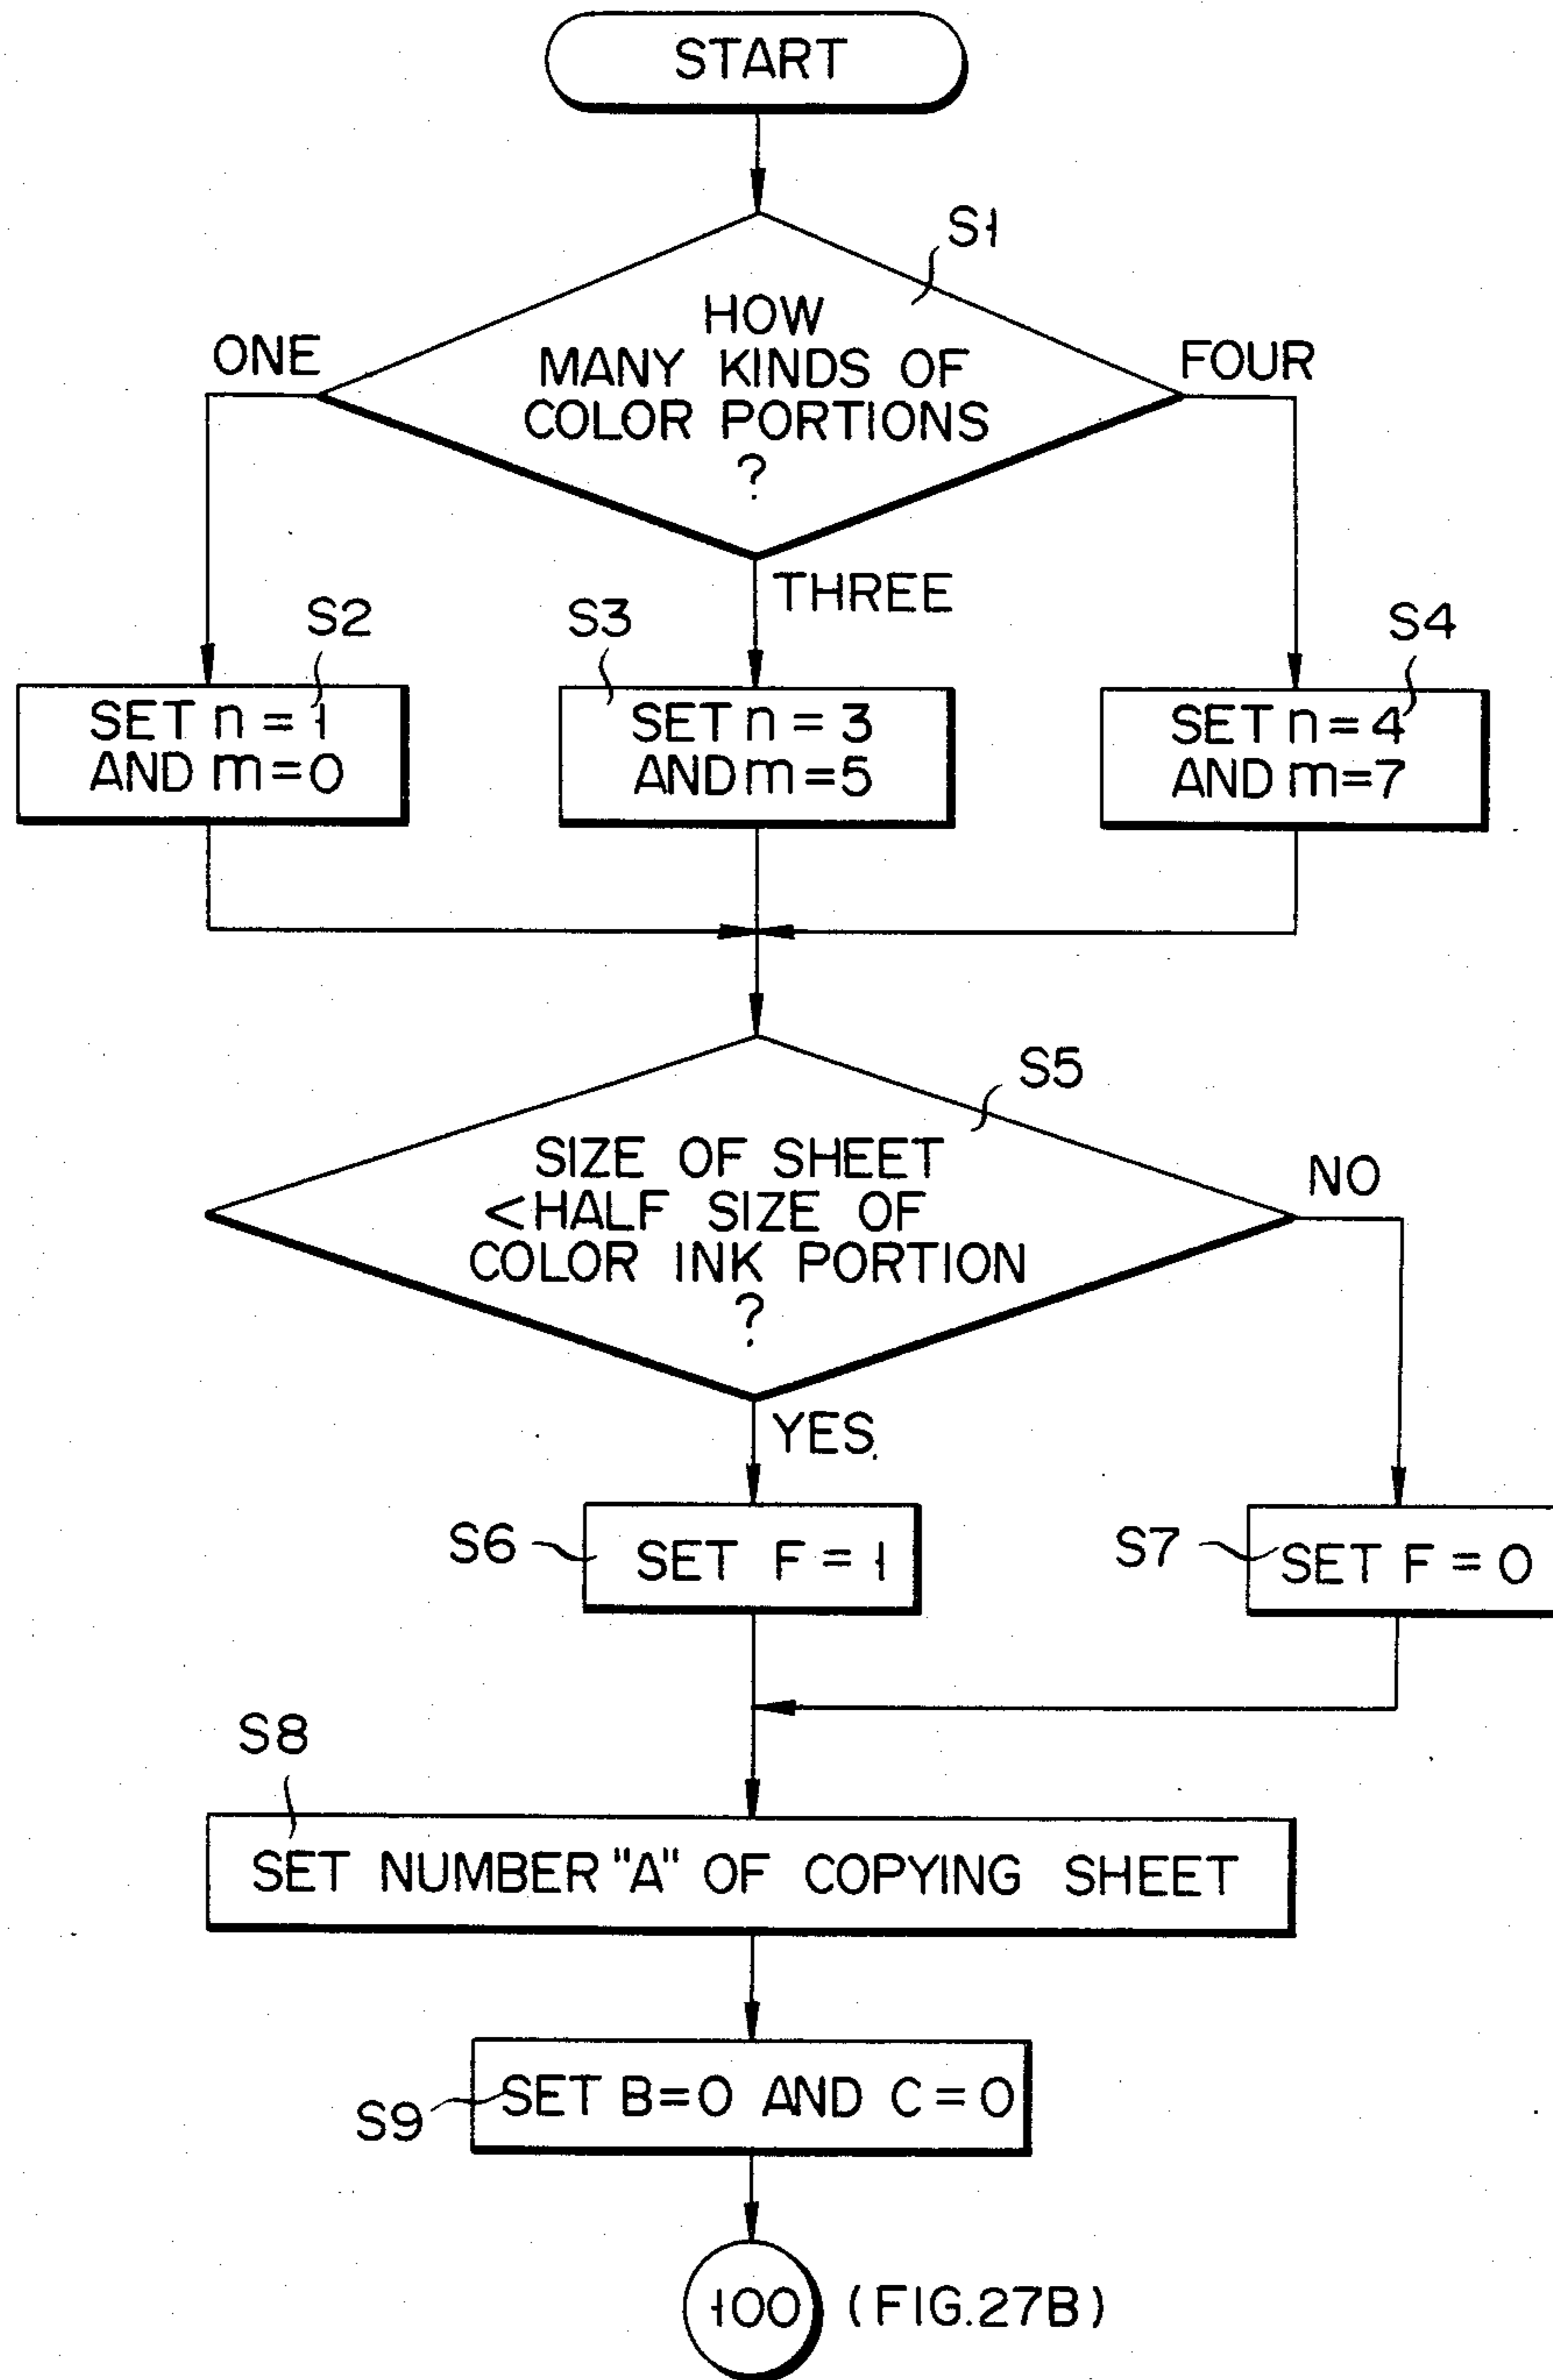 START
S1
HOW
MANY KINDS OF
COLOR PORTIONS
?
ONE
FOUR
THREE
S2
SET n = 1
AND m = 0
S3
SET n = 3
AND m = 5
S4
SET n = 4
AND m = 7
S5
SIZE OF SHEET
< HALF SIZE OF
COLOR INK PORTION
?
NO
YES
S6
SET F = 1
S7
SET F = 0
S8
SET NUMBER "A" OF COPYING SHEET
S9
SET B = 0 AND C = 0
100 (FIG.27B)